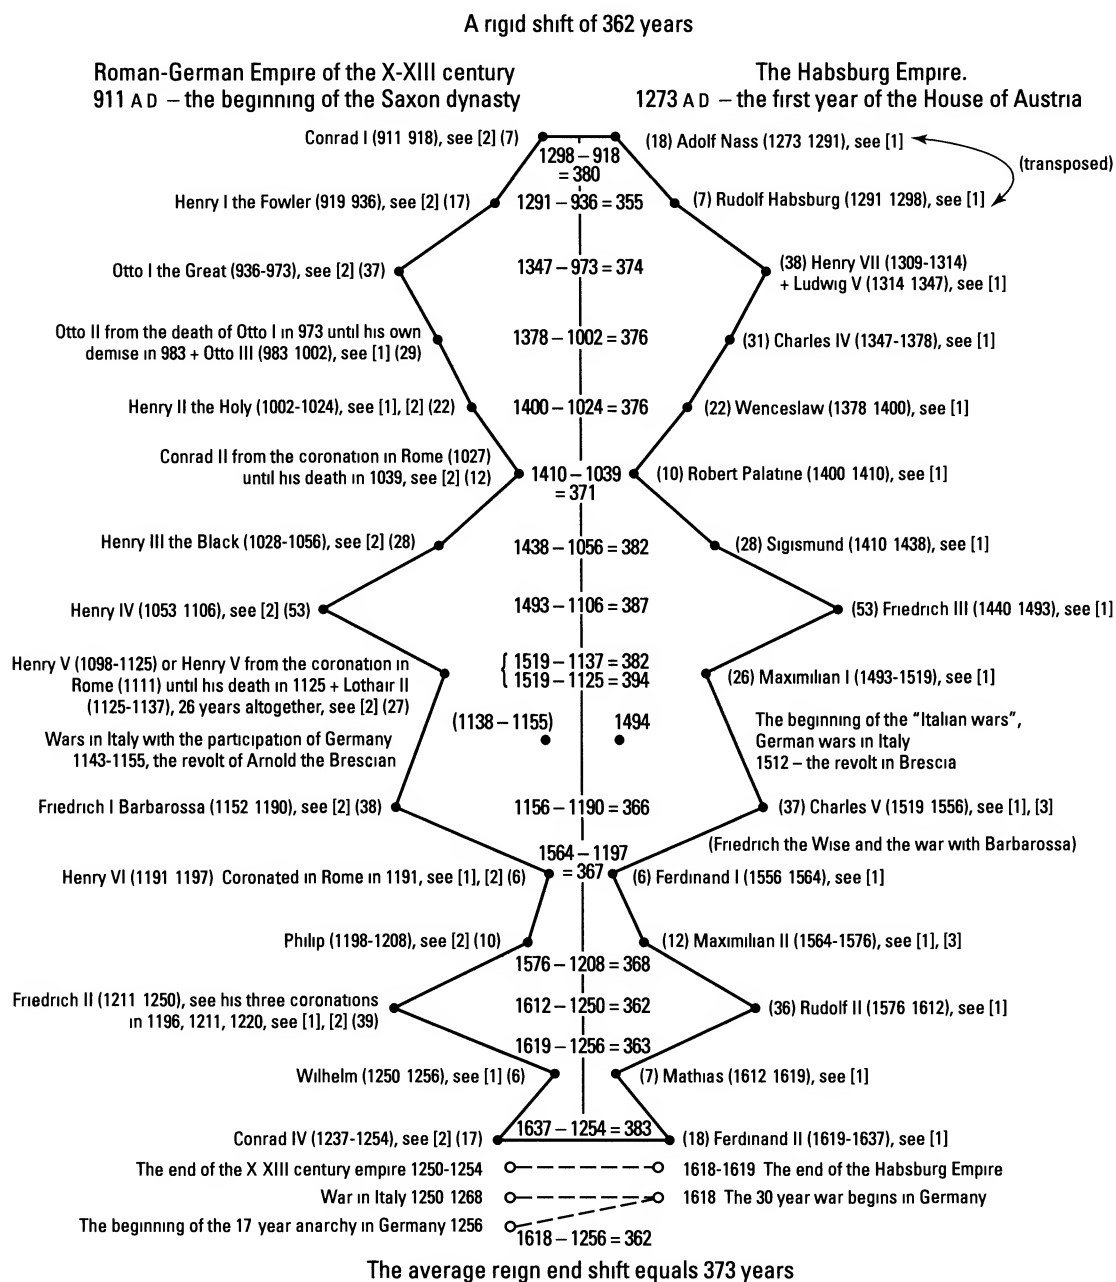 A rigid shift of 362 years
Roman-German Empire of the X-XIII century
911 AD – the beginning of the Saxon dynasty
The Habsburg Empire.
1273 AD – the first year of the House of Austria
Conrad I (911 918), see [2] (7)
1298 – 918
= 380
(18) Adolf Nass (1273 1291), see [1]
(transposed)
Henry I the Fowler (919 936), see [2] (17)
1291 – 936 = 355
(7) Rudolf Habsburg (1291 1298), see [1]
Otto I the Great (936-973), see [2] (37)
1347 – 973 = 374
(38) Henry VII (1309-1314)
+ Ludwig V (1314 1347), see [1]
Otto II from the death of Otto I in 973 until his own
demise in 983 + Otto III (983 1002), see [1] (29)
1378 – 1002 = 376
(31) Charles IV (1347-1378), see [1]
Henry II the Holy (1002-1024), see [1], [2] (22)
1400 – 1024 = 376
(22) Wenceslaw (1378 1400), see [1]
Conrad II from the coronation in Rome (1027)
until his death in 1039, see [2] (12)
1410 – 1039
= 371
(10) Robert Palatine (1400 1410), see [1]
Henry III the Black (1028-1056), see [2] (28)
1438 – 1056 = 382
(28) Sigismund (1410 1438), see [1]
Henry IV (1053 1106), see [2] (53)
1493 – 1106 = 387
(53) Friedrich III (1440 1493), see [1]
Henry V (1098-1125) or Henry V from the coronation in
Rome (1111) until his death in 1125 + Lothair II
(1125-1137), 26 years altogether, see [2] (27)
{ 1519 – 1137 = 382
1519 – 1125 = 394
(26) Maximilian I (1493-1519), see [1]
Wars in Italy with the participation of Germany
1143-1155, the revolt of Arnold the Brescian
(1138 – 1155)
1494
The beginning of the "Italian wars",
German wars in Italy
1512 – the revolt in Brescia
Friedrich I Barbarossa (1152 1190), see [2] (38)
1156 – 1190 = 366
(37) Charles V (1519 1556), see [1], [3]
(Friedrich the Wise and the war with Barbarossa)
Henry VI (1191 1197) Coronated in Rome in 1191, see [1], [2] (6)
1564 – 1197
= 367
(6) Ferdinand I (1556 1564), see [1]
Philip (1198-1208), see [2] (10)
(12) Maximilian II (1564-1576), see [1], [3]
1576 – 1208 = 368
Friedrich II (1211 1250), see his three coronations
in 1196, 1211, 1220, see [1], [2] (39)
1612 – 1250 = 362
(36) Rudolf II (1576 1612), see [1]
1619 – 1256 = 363
Wilhelm (1250 1256), see [1] (6)
(7) Mathias (1612 1619), see [1]
1637 – 1254 = 383
Conrad IV (1237-1254), see [2] (17)
(18) Ferdinand II (1619-1637), see [1]
The end of the X XIII century empire 1250-1254
1618-1619 The end of the Habsburg Empire
War in Italy 1250 1268
1618 The 30 year war begins in Germany
The beginning of the 17 year anarchy in Germany 1256
1618 – 1256 = 362
The average reign end shift equals 373 years